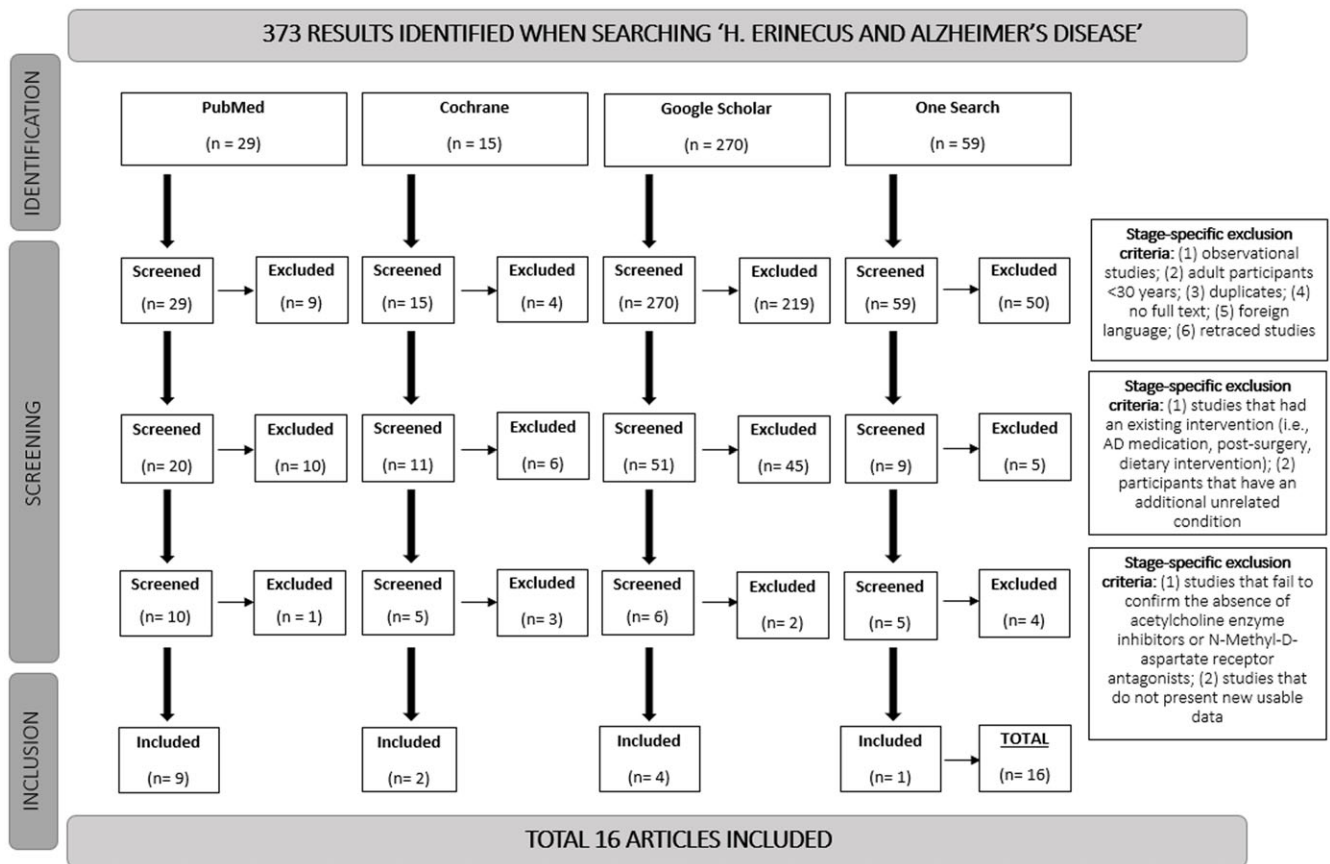 373 RESULTS IDENTIFIED WHEN SEARCHING ‘H. ERINECUS AND ALZHEIMER’S DISEASE’
IDENTIFICATION
PubMed
(n = 29)
Cochrane
(n = 15)
Google Scholar
(n = 270)
One Search
(n = 59)
SCREENING
Screened
(n= 29)
Excluded
(n= 9)
Screened
(n= 15)
Excluded
(n= 4)
Screened
(n= 270)
Excluded
(n= 219)
Screened
(n= 59)
Excluded
(n= 50)
Stage-specific exclusion
criteria: (1) observational
studies; (2) adult participants
<30 years; (3) duplicates; (4)
no full text; (5) foreign
language; (6) retraced studies
Screened
(n= 20)
Excluded
(n= 10)
Screened
(n= 11)
Excluded
(n= 6)
Screened
(n= 51)
Excluded
(n= 45)
Screened
(n= 9)
Excluded
(n= 5)
Stage-specific exclusion
criteria: (1) studies that had
an existing intervention (i.e.,
AD medication, post-surgery,
dietary intervention); (2)
participants that have an
additional unrelated
condition
Screened
(n= 10)
Excluded
(n = 1)
Screened
(n= 5)
Excluded
(n= 3)
Screened
(n= 6)
Excluded
(n= 2)
Screened
(n= 5)
Excluded
(n= 4)
Stage-specific exclusion
criteria: (1) studies that fail to
confirm the absence of
acetylcholine enzyme
inhibitors or N-Methyl-D-
aspartate receptor
antagonists; (2) studies that
do not present new usable
data
INCLUSION
Included
(n= 9)
Included
(n= 2)
Included
(n= 4)
Included
(n= 1)
TOTAL
(n= 16)
TOTAL 16 ARTICLES INCLUDED